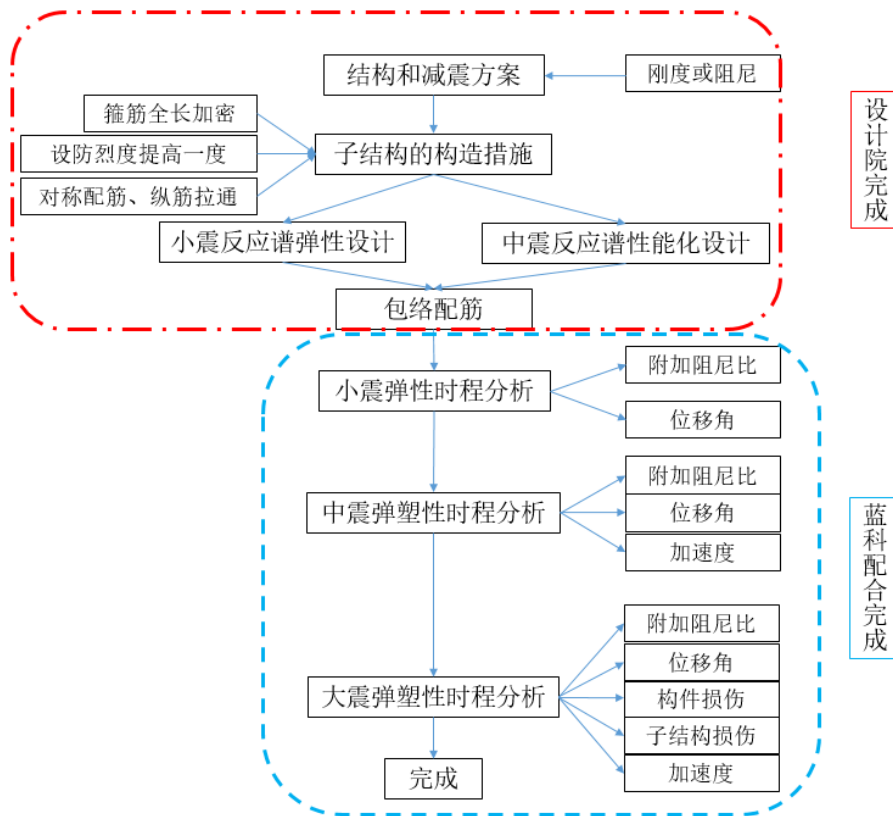 结构和减震方案
刚度或阻尼
箍筋全长加密
设防烈度提高一度
对称配筋、纵筋拉通
子结构的构造措施
小震反应谱弹性设计
中震反应谱性能化设计
包络配筋
设计院完成
小震弹性时程分析
附加阻尼比
位移角
中震弹塑性时程分析
附加阻尼比
位移角
加速度
大震弹塑性时程分析
附加阻尼比
位移角
构件损伤
子结构损伤
加速度
完成
蓝科配合完成